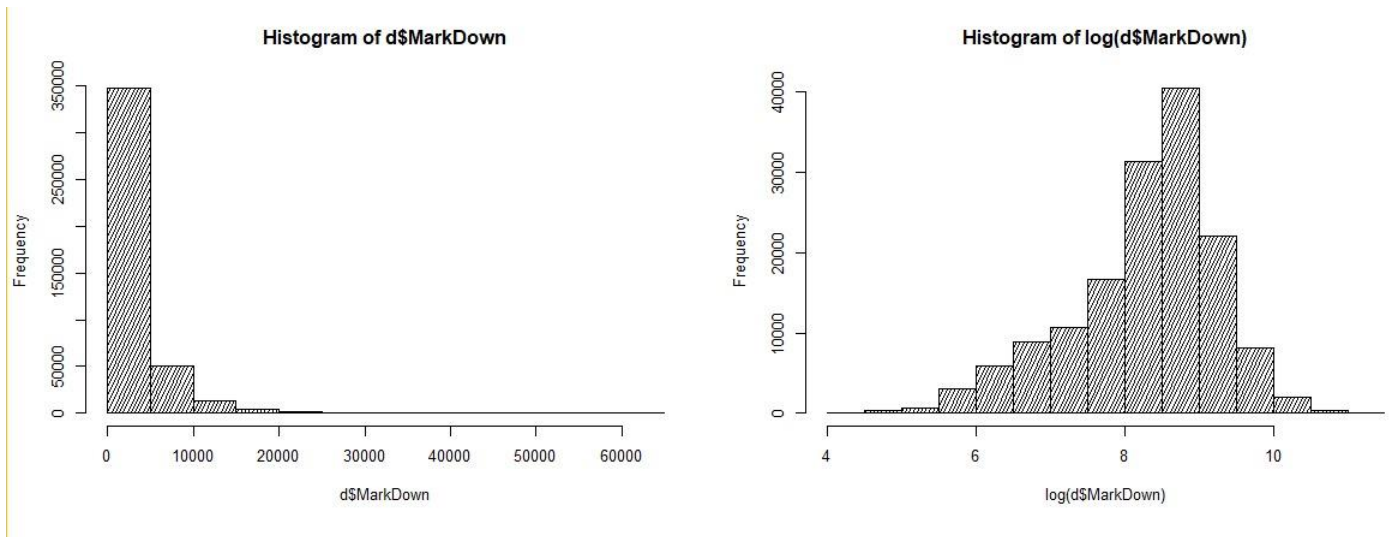 Histogram of d$MarkDown
Frequency
350000
250000
150000
50000
0
0 10000 20000 30000 40000 50000 60000
d$MarkDown
Histogram of log(d$MarkDown)
Frequency
40000
30000
20000
10000
0
4 6 8 10
log(d$MarkDown)